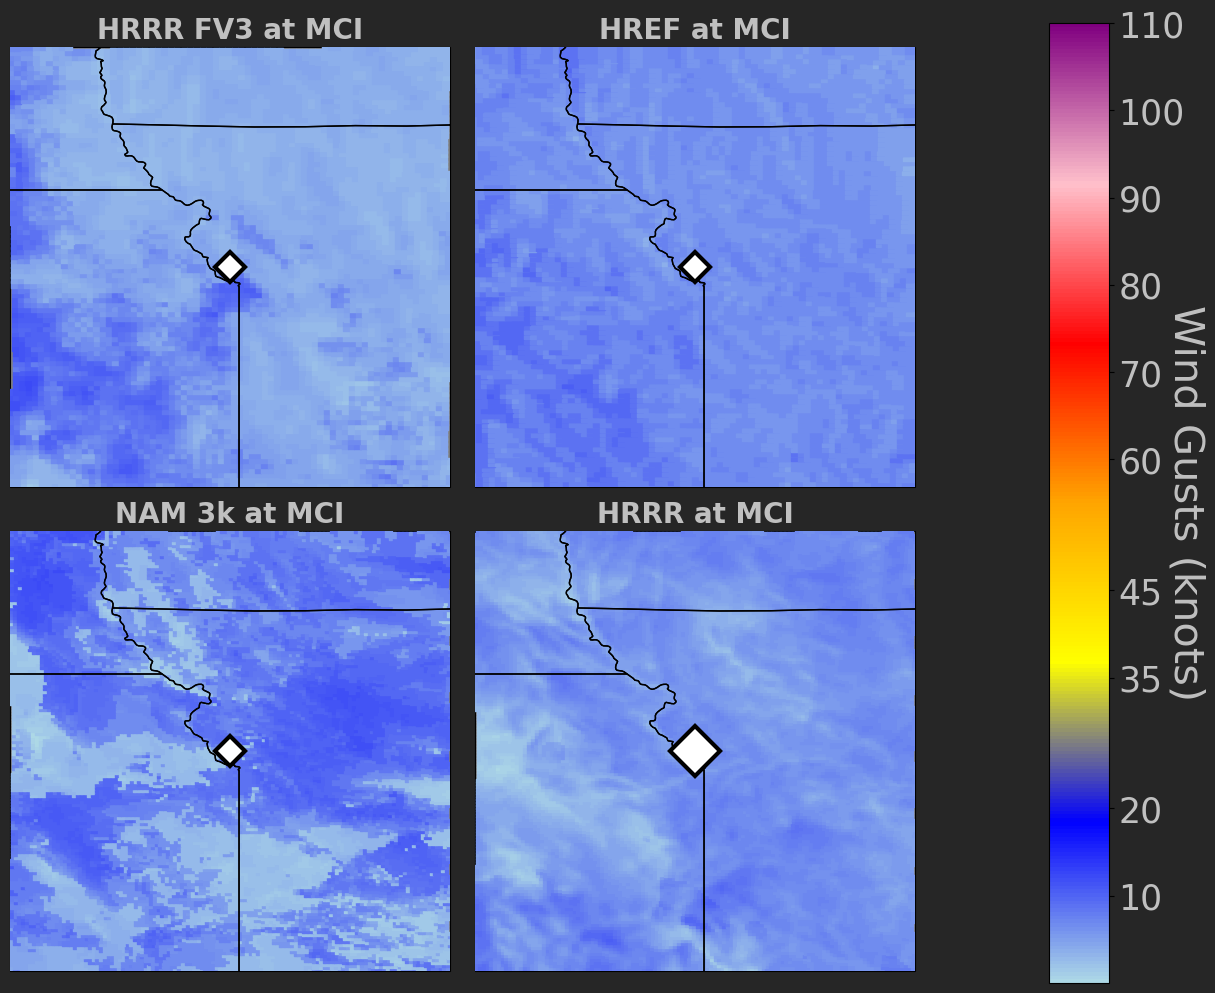 HRRR FV3 at MCI
HREF at MCI
NAM 3k at MCI
HRRR at MCI
110
100
90
80
70
60
45
35
20
10
Wind Gusts (knots)